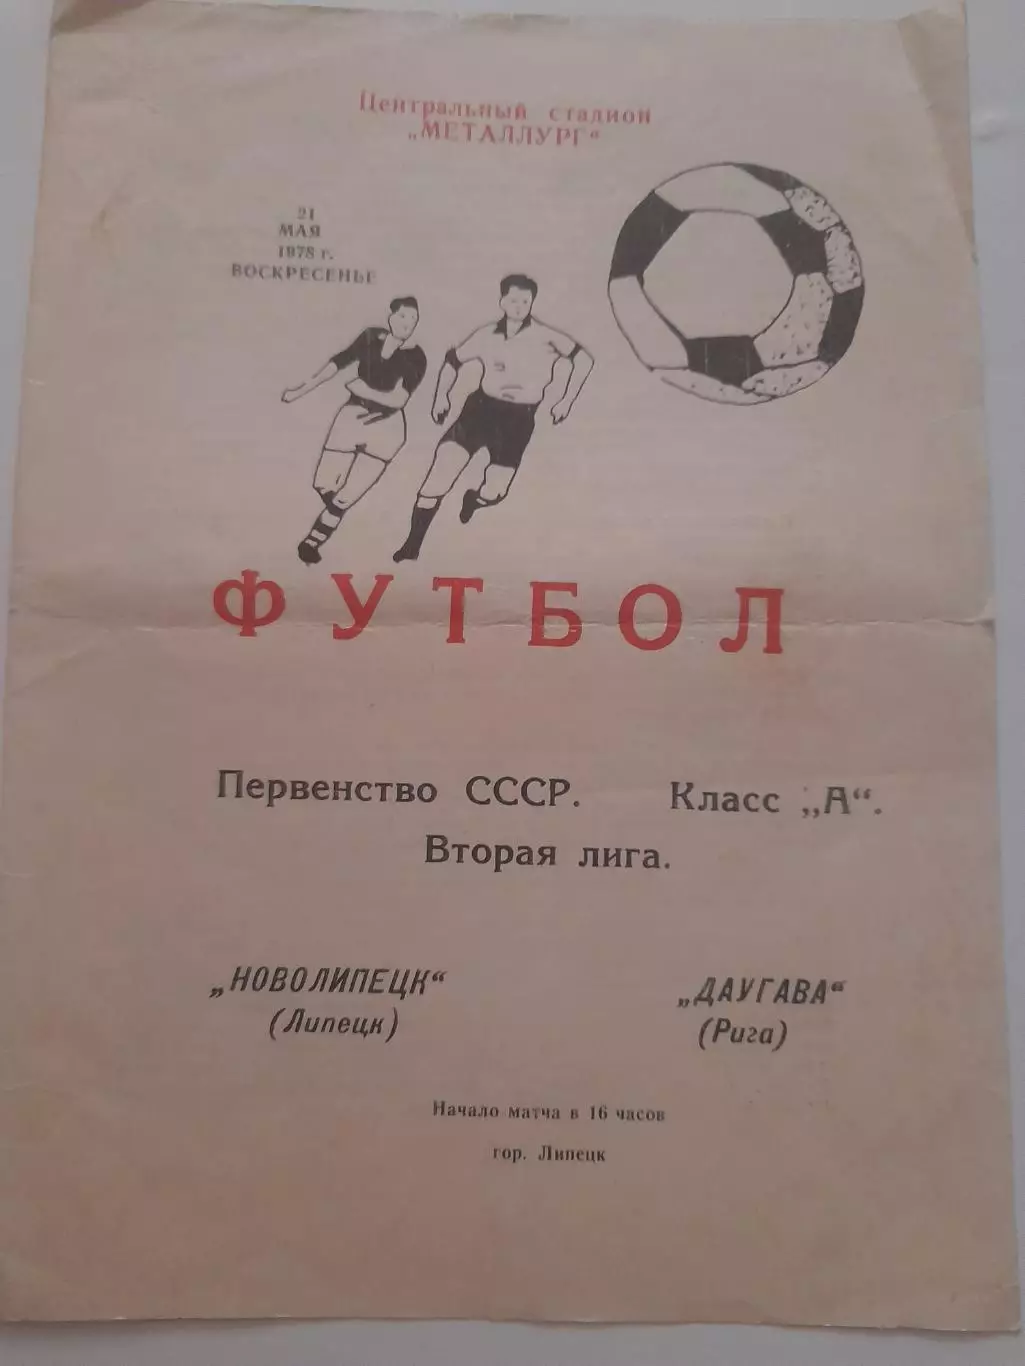 Центральный стадион
„МЕТАЛЛУРГ“
21
МАЯ
1978 г.
ВОСКРЕСЕНЬЕ
ФУТБОЛ
Первенство СССР. Класс „А“.
Вторая лига.
„НОВОЛИПЕЦК“ „ДАУГАВА“
(Липецк) (Рига)
Начало матча в 16 часов
гор. Липецк